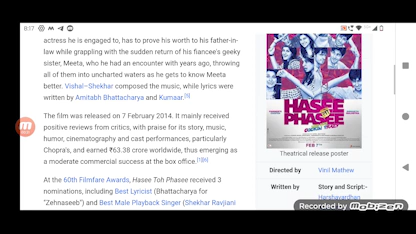 8:17
actress he is engaged to, has to prove his worth to his father-in-
law while grappling with the sudden return of his fiancee's geeky
sister, Meeta, who he had an encounter with years ago, throwing
all of them into uncharted waters as he gets to know Meeta
better. Vishal–Shekhar composed the music, while lyrics were
written by Amitabh Bhattacharya and Kumaar.[5]
The film was released on 7 February 2014. It mainly received
positive reviews from critics, with praise for its story, music,
humor, cinematography and cast performances, particularly
Chopra's, and earned ₹63.38 crore worldwide, thus emerging as
a moderate commercial success at the box office.[1][6]
At the 60th Filmfare Awards, Hasee Toh Phasee received 3
nominations, including Best Lyricist (Bhattacharya for
"Zehnaseeb") and Best Male Playback Singer (Shekhar Ravjiani
HASEE
PHASEE
FEB 7
Theatrical release poster
Directed by Vinil Mathew
Written by Story and Script:-
Harshavardhan
Recorded by MOBIZEN